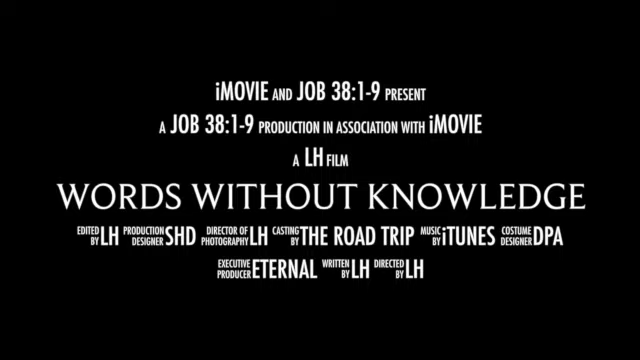 iMOVIE AND JOB 38:1-9 PRESENT
A JOB 38:1-9 PRODUCTION IN ASSOCIATION WITH iMOVIE
A LH FILM
WORDS WITHOUT KNOWLEDGE
EDITED BY LH PRODUCTION DESIGNER SHD DIRECTOR OF PHOTOGRAPHY LH CASTING BY THE ROAD TRIP MUSIC BY iTUNES COSTUME DESIGNER DPA
EXECUTIVE PRODUCER ETERNAL WRITTEN BY LH DIRECTED BY LH